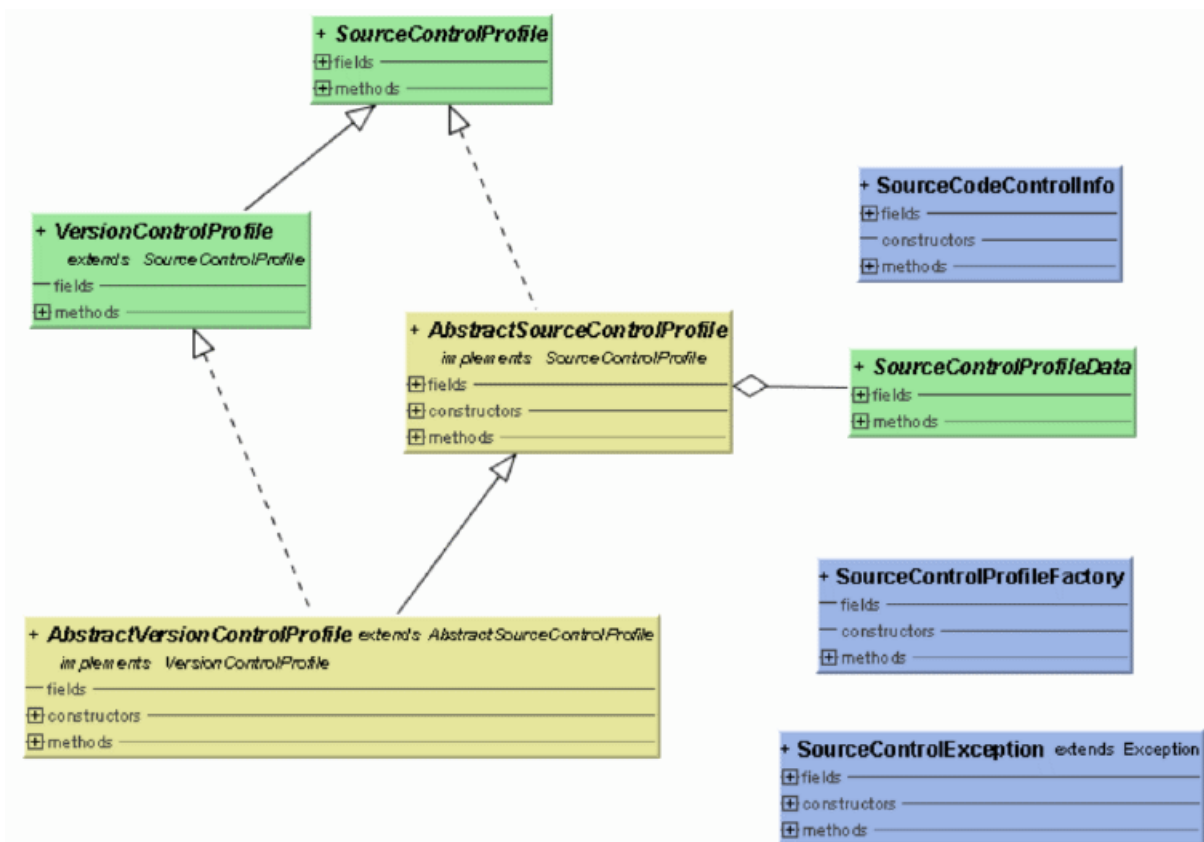 + SourceControlProfile
+ fields
+ methods
+ VersionControlProfile
extends SourceControlProfile
fields
+ methods
+ SourceCodeControlInfo
+ fields
constructors
+ methods
+ AbstractSourceControlProfile
implements SourceControlProfile
+ fields
+ constructors
+ methods
+ SourceControlProfileData
+ fields
+ methods
+ SourceControlProfileFactory
fields
constructors
+ methods
+ AbstractVersionControlProfile extends AbstractSourceControlProfile
implements VersionControlProfile
fields
+ constructors
+ methods
+ SourceControlException extends Exception
+ fields
+ constructors
+ methods